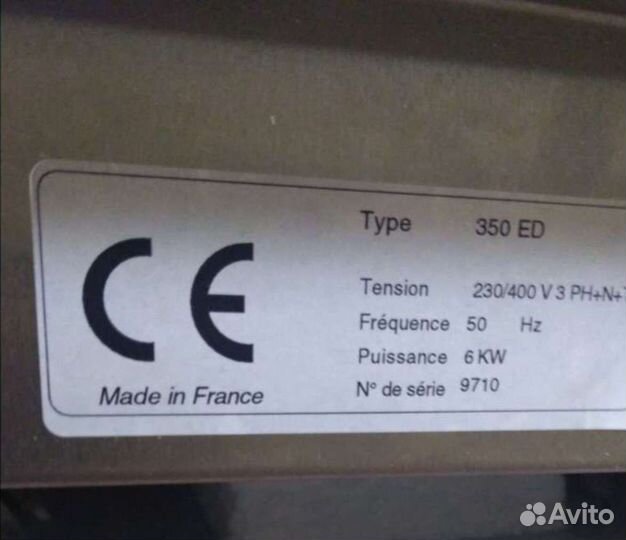 CE
Made in France
Type 350 ED
Tension 230/400 V 3 PH+N+
Fréquence 50 Hz
Puissance 6 KW
N° de série 9710
Avito